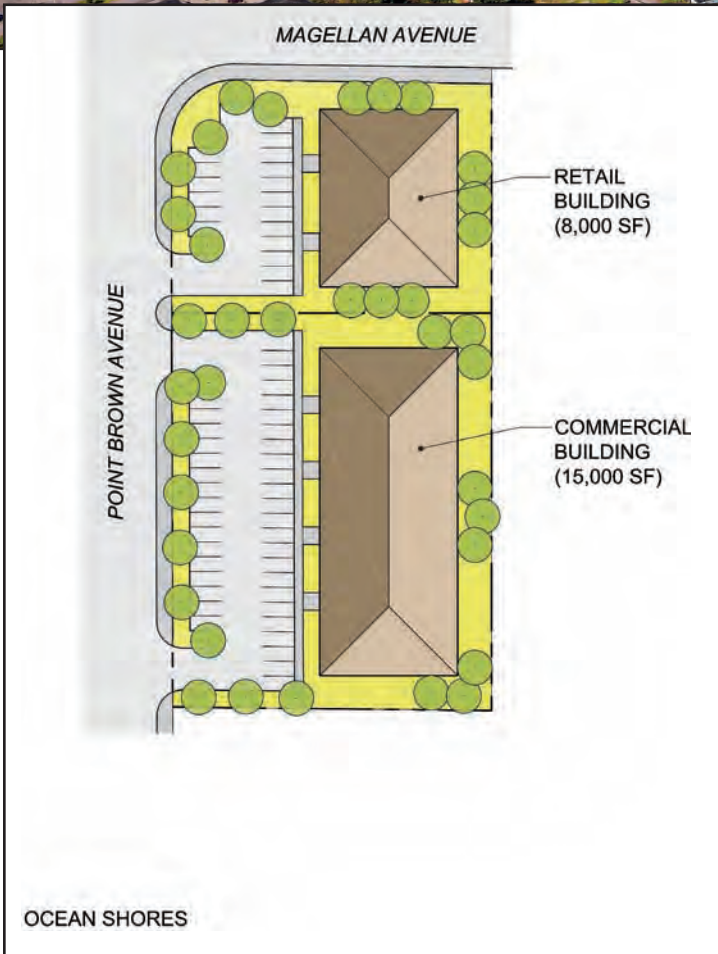 MAGELLAN AVENUE
RETAIL
BUILDING
(8,000 SF)
POINT BROWN AVENUE
COMMERCIAL
BUILDING
(15,000 SF)
OCEAN SHORES